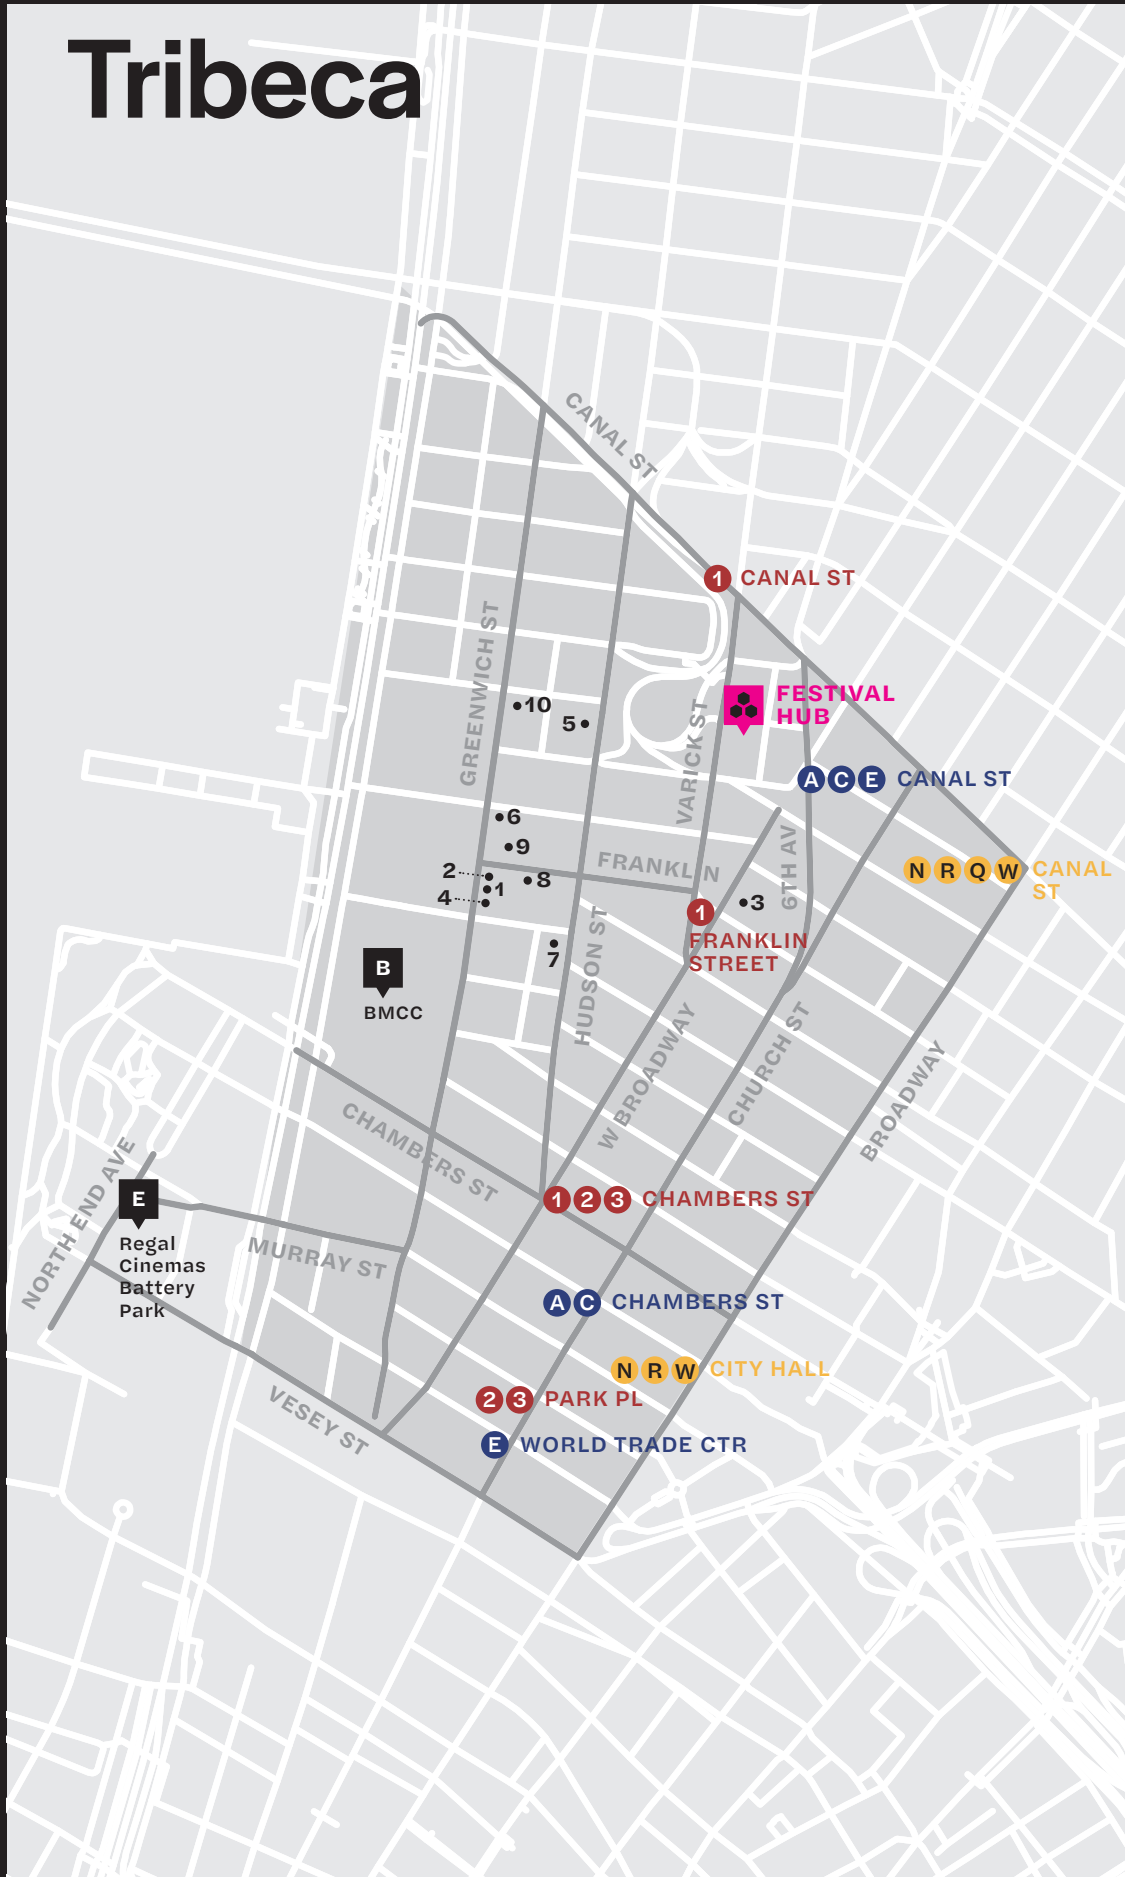 Tribeca
CANAL ST
1 CANAL ST
GREENWICH ST
FESTIVAL
HUB
10
5
VARICK ST
A C E CANAL ST
6
9
6TH AV
FRANKLIN
N R Q W CANAL
ST
2
8
1
4
3
1
FRANKLIN
STREET
7
HUDSON ST
B
BMCC
W BROADWAY
CHURCH ST
BROADWAY
CHAMBERS ST
NORTH END AVE
E
Regal
Cinemas
Battery
Park
1 2 3 CHAMBERS ST
MURRAY ST
A C CHAMBERS ST
N R W CITY HALL
2 3 PARK PL
VESEY ST
E WORLD TRADE CTR